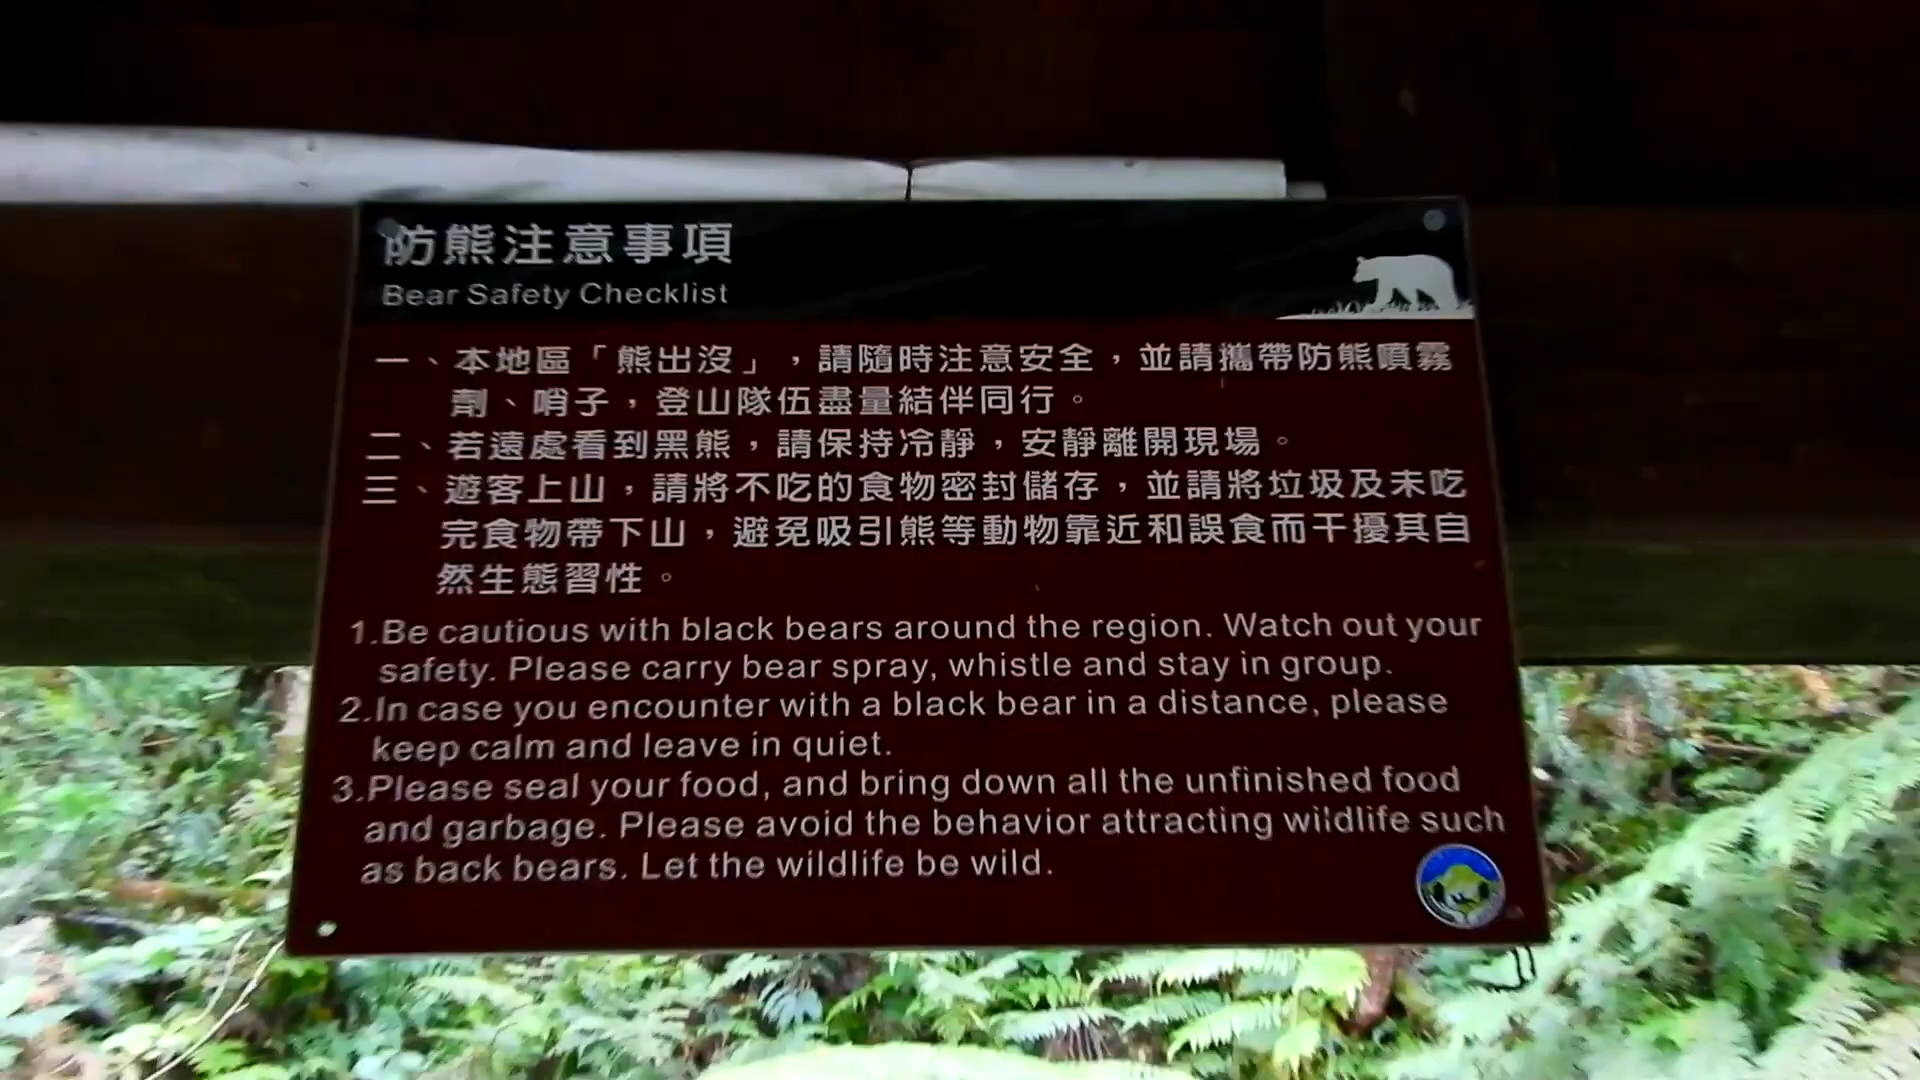 防熊注意事項
Bear Safety Checklist
一、本地區「熊出沒」，請隨時注意安全，並請攜帶防熊噴霧
劑、哨子，登山隊伍盡量結伴同行。
二、若遠處看到黑熊，請保持冷靜，安靜離開現場。
三、遊客上山，請將不吃的食物密封儲存，並請將垃圾及未吃
完食物帶下山，避免吸引熊等動物靠近和誤食而干擾其自
然生態習性。
1.Be cautious with black bears around the region. Watch out your
safety. Please carry bear spray, whistle and stay in group.
2.In case you encounter with a black bear in a distance, please
keep calm and leave in quiet.
3.Please seal your food, and bring down all the unfinished food
and garbage. Please avoid the behavior attracting wildlife such
as back bears. Let the wildlife be wild.